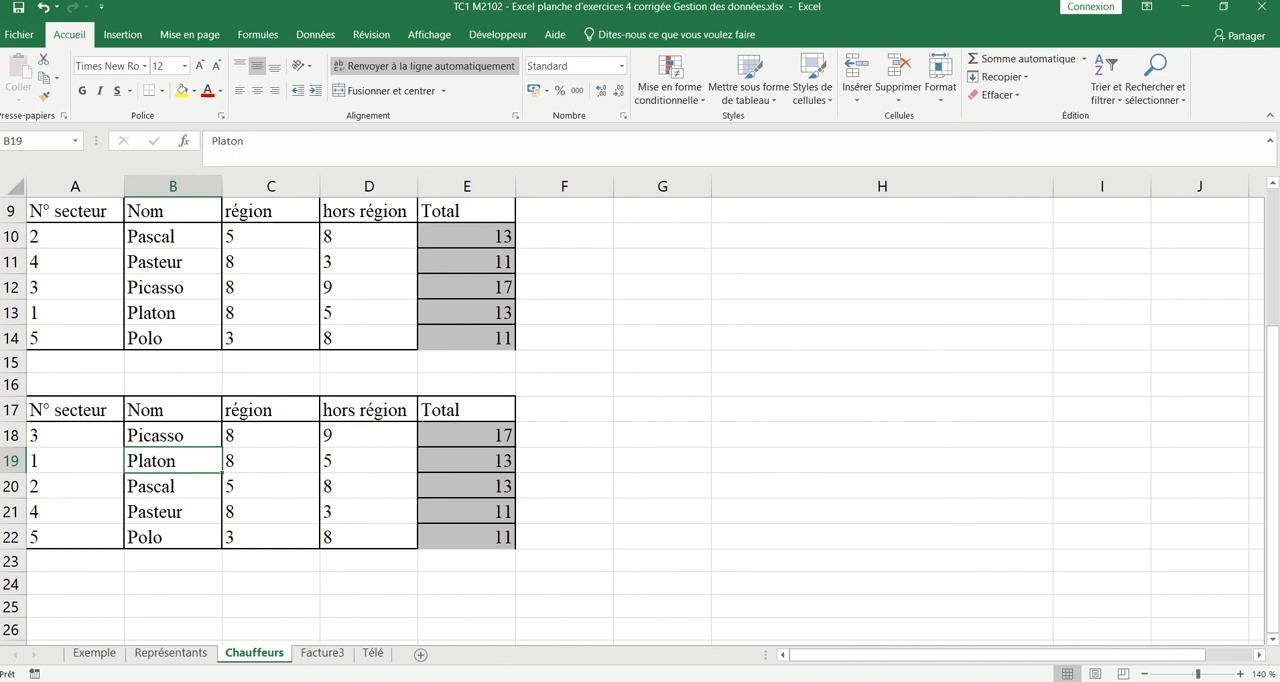 TC1 M2102 - Excel planche d'exercices 4 corrigée Gestion des données.xlsx - Excel
Connexion
Fichier Accueil Insertion Mise en page Formules Données Révision Affichage Développeur Aide Dites-nous ce que vous voulez faire Partager
Coller
Times New Ro 12
G I S
Renvoyer à la ligne automatiquement
Fusionner et centrer
Standard
% 000
Mise en forme conditionnelle
Mettre sous forme de tableau
Styles de cellules
Insérer Supprimer Format
Somme automatique
Recopier
Effacer
Trier et filtrer
Rechercher et sélectionner
resse-papiers Police Alignement Nombre Styles Cellules Édition
B19 fx Platon
A B C D E F G H I J
9 N° secteur Nom région hors région Total
10 2 Pascal 5 8 13
11 4 Pasteur 8 3 11
12 3 Picasso 8 9 17
13 1 Platon 8 5 13
14 5 Polo 3 8 11
15
16
17 N° secteur Nom région hors région Total
18 3 Picasso 8 9 17
19 1 Platon 8 5 13
20 2 Pascal 5 8 13
21 4 Pasteur 8 3 11
22 5 Polo 3 8 11
23
24
25
26
Exemple Représentants Chauffeurs Facture3 Télé
Prêt 140 %